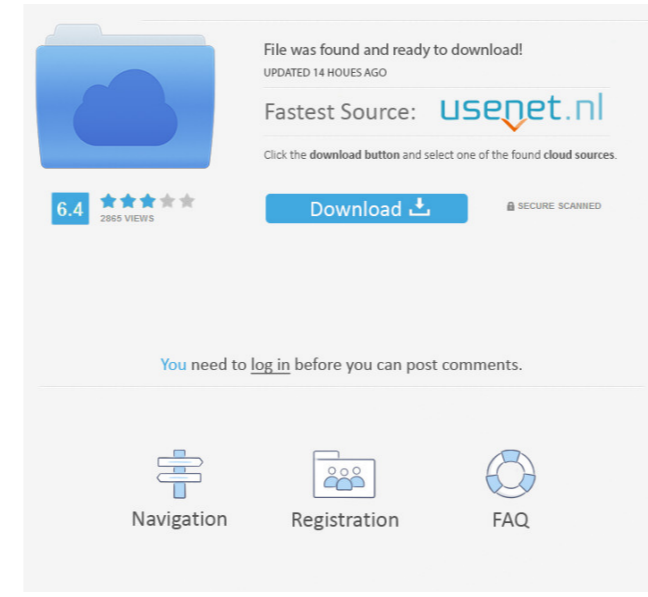 File was found and ready to download!
UPDATED 14 HOUES AGO
Fastest Source: usenet.nl
Click the download button and select one of the found cloud sources.
6.4
2865 VIEWS
Download
SECURE SCANNED
You need to log in before you can post comments.
Navigation
Registration
FAQ